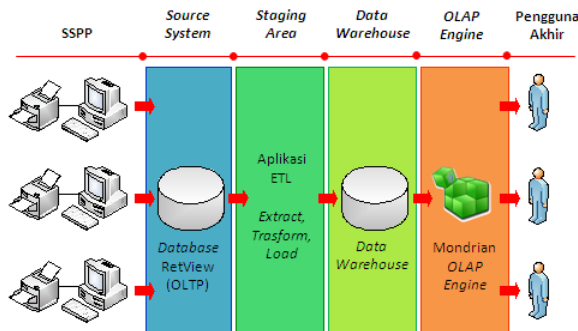 SSPP
Source
System
Staging
Area
Data
Warehouse
OLAP
Engine
Pengguna
Akhir
Database
RetView
(OLTP)
Aplikasi
ETL
Extract,
Trasform,
Load
Data
Warehouse
Mondrian
OLAP
Engine